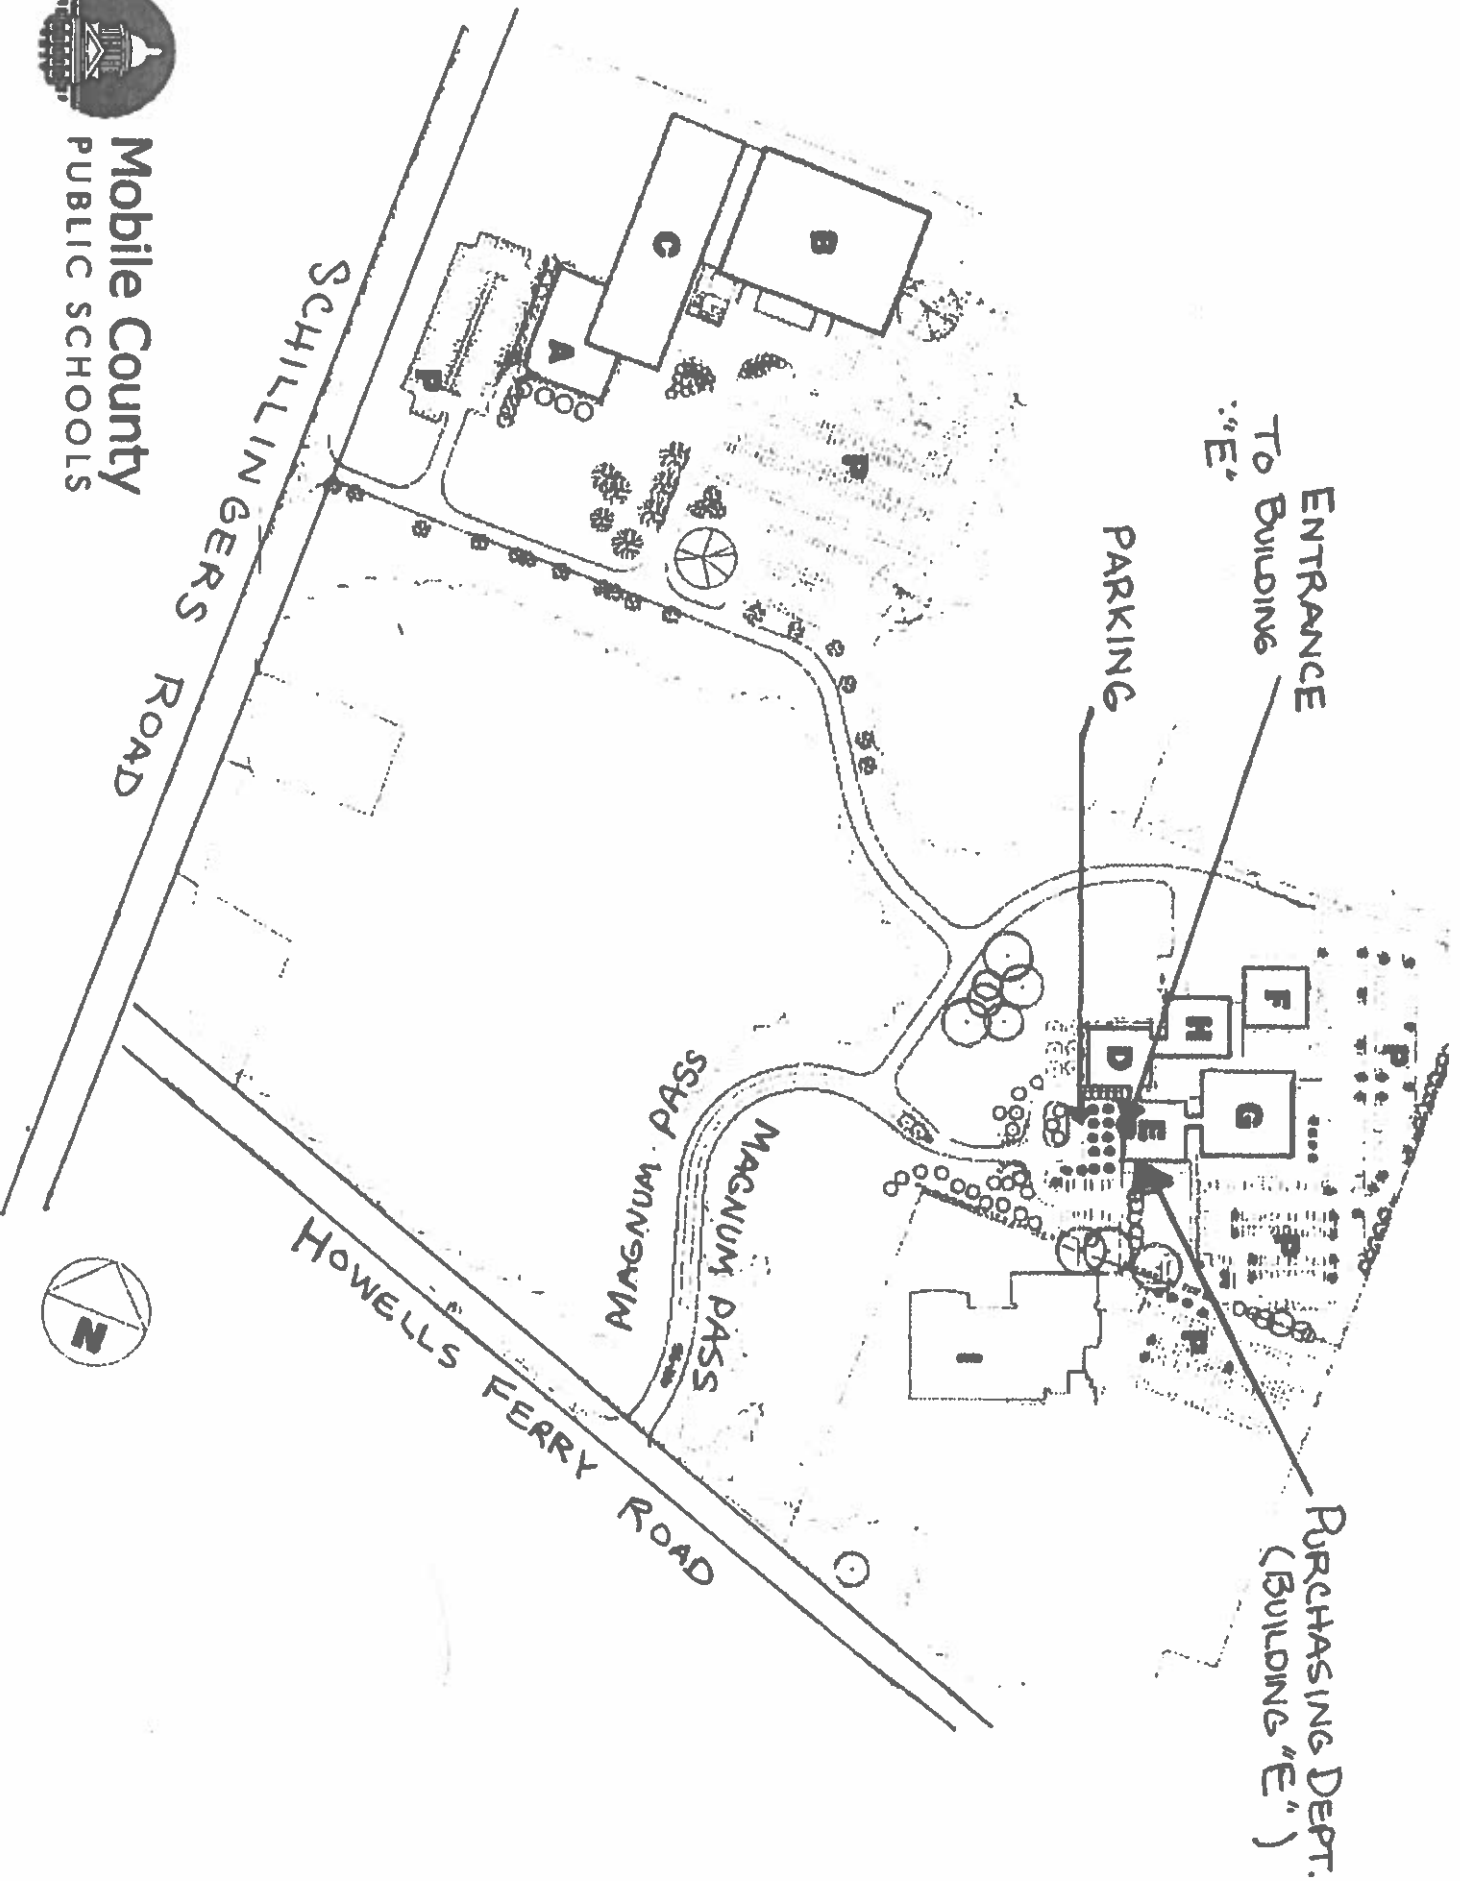 PURCHASING DEPT.
(BUILDING "E")
ENTRANCE
TO BUILDING
"E"
PARKING
P
F
H
G
D
E
P
P
I
B
C
A
P
P
MAGNUM PASS
MAGNUM PASS
SCHILLINGERS ROAD
HOWELLS FERRY ROAD
N
Mobile County
PUBLIC SCHOOLS